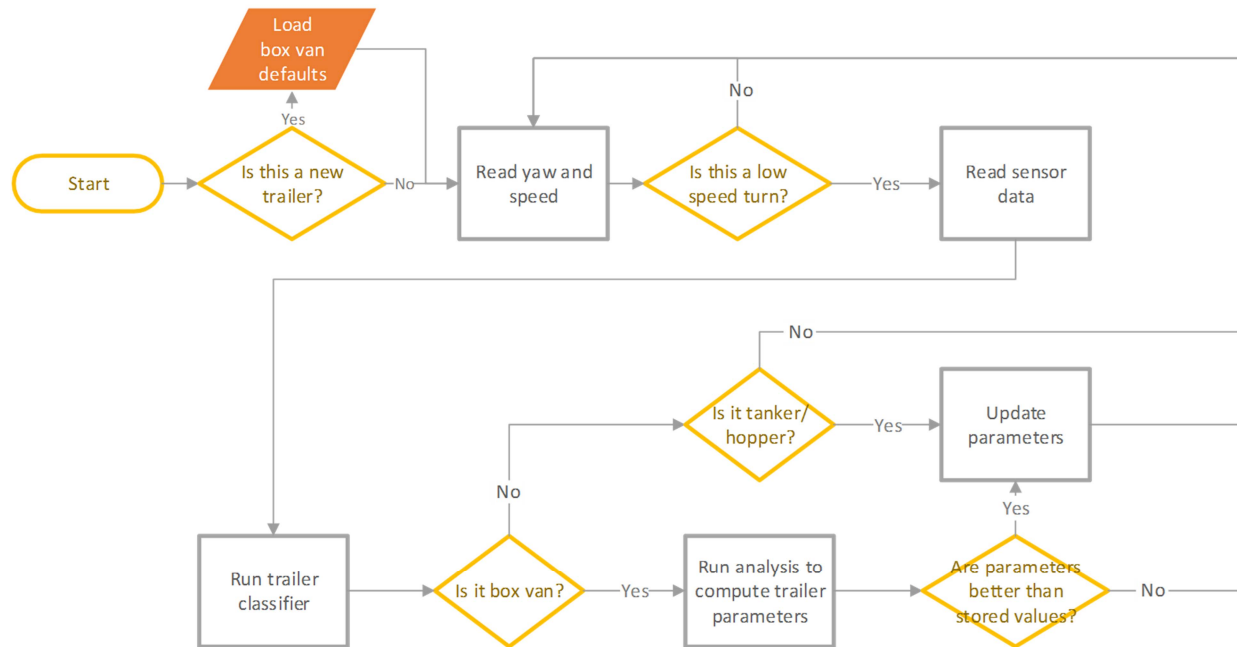 Load
box van
defaults
Yes
Start
Is this a new
trailer?
No
Read yaw and
speed
No
Is this a low
speed turn?
Yes
Read sensor
data
No
Is it tanker/
hopper?
Yes
Update
parameters
No
Yes
Run trailer
classifier
Is it box van?
Yes
Run analysis to
compute trailer
parameters
Are parameters
better than
stored values?
No